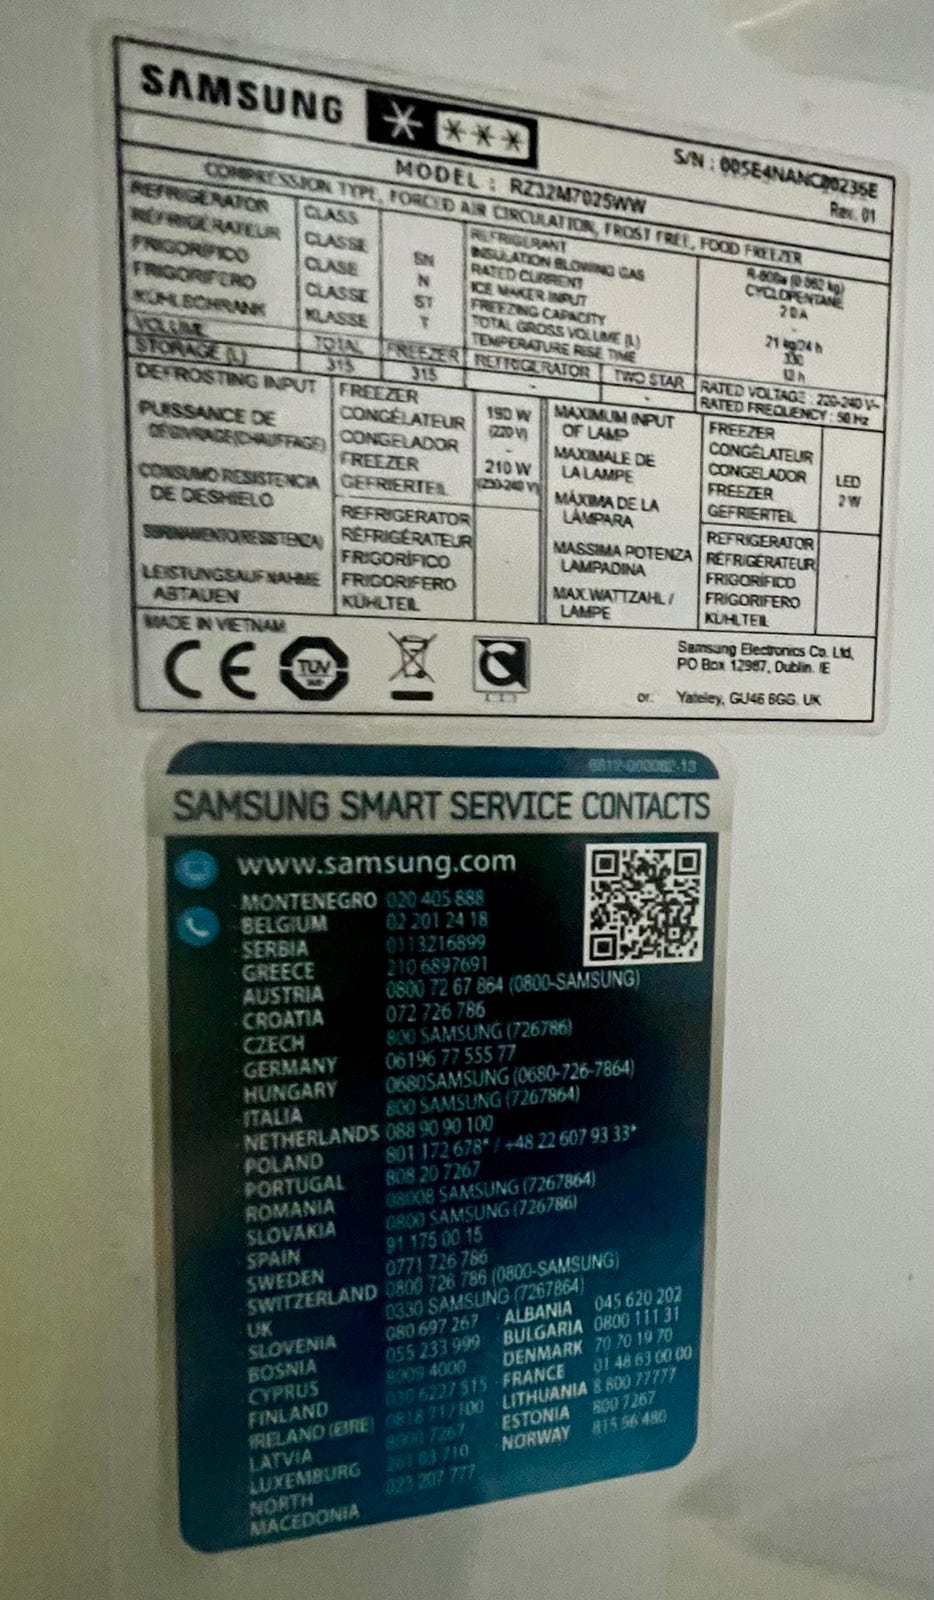 SAMSUNG
S/N : 005E4NANC 0236E
MODEL : RZ32M7025WW
Rev. 01
COMPRESSION TYPE, FORCED AIR CIRCULATION, FROST FREE, FOOD FREEZER
REFRIGERATOR
RÉFRIGÉRATEUR
FRIGORÍFICO
FRIGORIFERO
KÜHLSCHRANK
CLASS
CLASSE
CLASE
CLASSE
KLASSE
SN
N
ST
T
REFRIGERANT
INSULATION BLOWING GAS
RATED CURRENT
ICE MAKER INPUT
FREEZING CAPACITY
TOTAL GROSS VOLUME (L)
TEMPERATURE RISE TIME
CYCLOPENTANE
2.0 A
-
21 kg/24 h
VOLUME
STORAGE (L)
TOTAL
315
FREEZER
315
REFRIGERATOR
-
TWO STAR
-
RATED VOLTAGE : 220-240 V~
RATED FREQUENCY : 50 Hz
DEFROSTING INPUT
PUISSANCE DE
DÉGIVRAGE(CHAUFFAGE)
CONSUMO RESISTENCIA
DE DESHIELO
LEISTUNGSAUFNAHME
ABTAUEN
FREEZER
CONGÉLATEUR
CONGELADOR
FREEZER
GEFRIERTEIL
190 W
(220 V)
-
210 W
(230-240 V)
REFRIGERATOR
RÉFRIGÉRATEUR
FRIGORÍFICO
FRIGORIFERO
KÜHLTEIL
MAXIMUM INPUT
OF LAMP
MAXIMALE DE
LA LAMPE
MÁXIMA DE LA
LÁMPARA
MASSIMA POTENZA
LAMPADINA
MAX.WATTZAHL /
LAMPE
FREEZER
CONGÉLATEUR
CONGELADOR
FREEZER
GEFRIERTEIL
LED
2 W
REFRIGERATOR
RÉFRIGÉRATEUR
FRIGORÍFICO
FRIGORIFERO
KÜHLTEIL
MADE IN VIETNAM
CE
TÜV
Samsung Electronics Co. Ltd,
PO Box 12987, Dublin. IE
or. Yateley, GU46 6GG. UK
SAMSUNG SMART SERVICE CONTACTS
www.samsung.com
MONTENEGRO 020 405 888
BELGIUM 02 201 24 18
SERBIA 0113216899
GREECE 210 6897691
AUSTRIA 0800 72 67 864 (0800-SAMSUNG)
CROATIA 072 726 786
CZECH 800 SAMSUNG (726786)
GERMANY 06196 77 555 77
HUNGARY 0680SAMSUNG (0680-726-7864)
ITALIA 800 SAMSUNG (7267864)
NETHERLANDS 088 90 90 100
POLAND 801 172 678* / +48 22 607 93 33*
PORTUGAL 808 20 7267
ROMANIA 08008 SAMSUNG (7267864)
SLOVAKIA 0800 SAMSUNG (726786)
SPAIN 91 175 00 15
SWEDEN 0771 726 786
SWITZERLAND 0800 726 786 (0800-SAMSUNG)
UK 0330 SAMSUNG (7267864)
SLOVENIA 080 697 267
BOSNIA 055 233 999
CYPRUS 8009 4000
FINLAND 030 6227 515
IRELAND (EIRE) 0818 717100
LATVIA 8000 7267
LUXEMBURG 261 03 710
NORTH 023 207 777
MACEDONIA
ALBANIA 045 620 202
BULGARIA 0800 111 31
DENMARK 70 70 19 70
FRANCE 01 48 63 00 00
LITHUANIA 8 800 77777
ESTONIA 800 7267
NORWAY 815 56 480